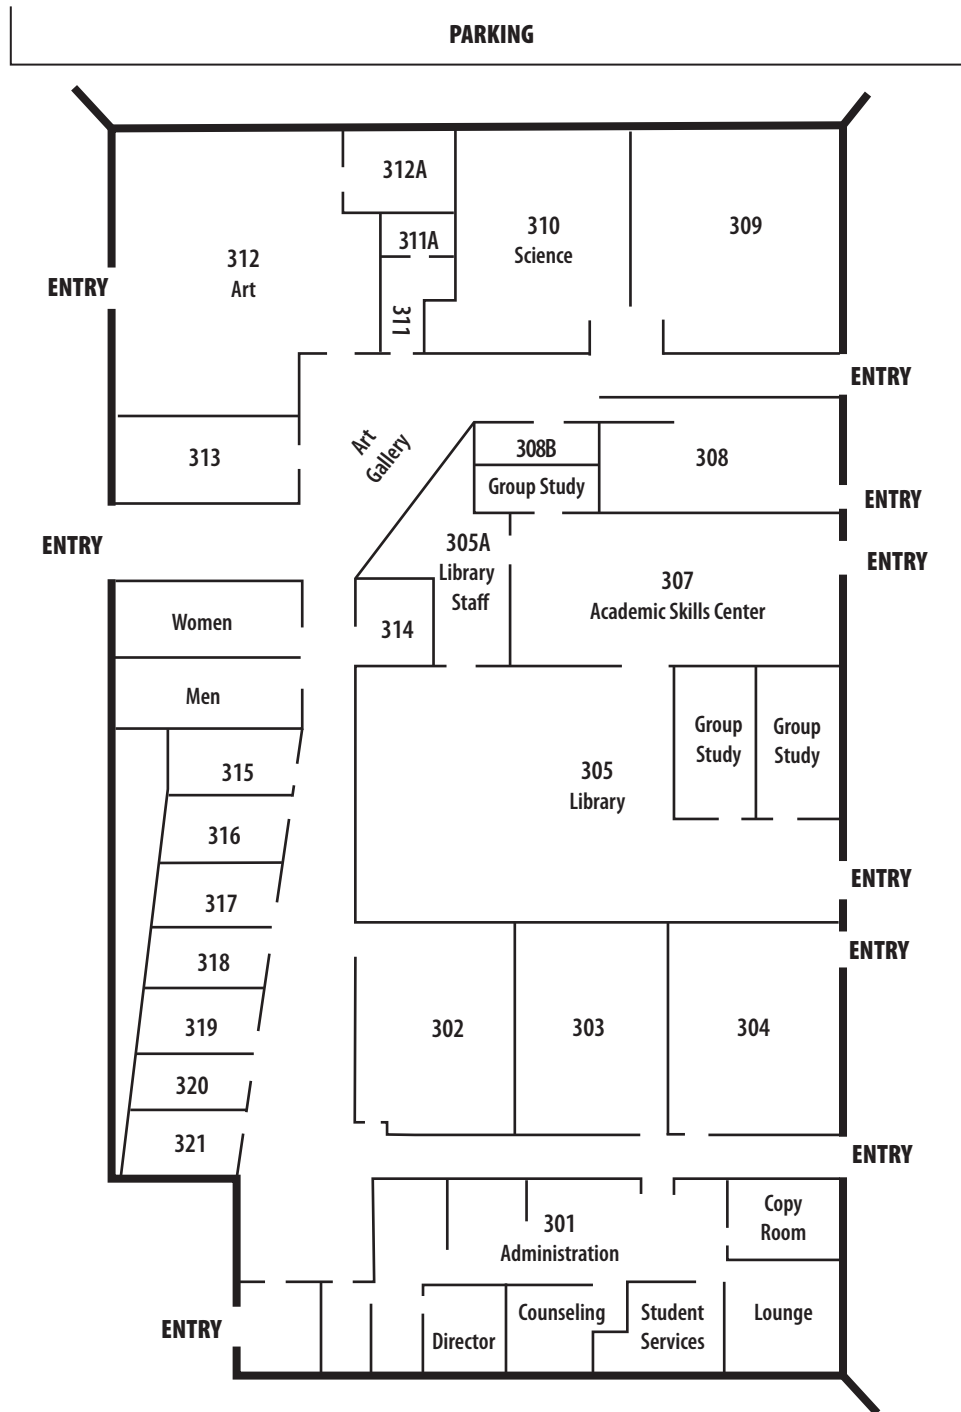 PARKING
312A
311A
310
Science
309
312
Art
ENTRY
311
ENTRY
Art
Gallery
313
308B
308
Group Study
ENTRY
ENTRY
305A
Library
Staff
307
Academic Skills Center
ENTRY
Women
314
Men
Group
Study
Group
Study
315
305
Library
316
317
ENTRY
ENTRY
318
319
302
303
304
320
321
ENTRY
301
Administration
Copy
Room
ENTRY
Director
Counseling
Student
Services
Lounge